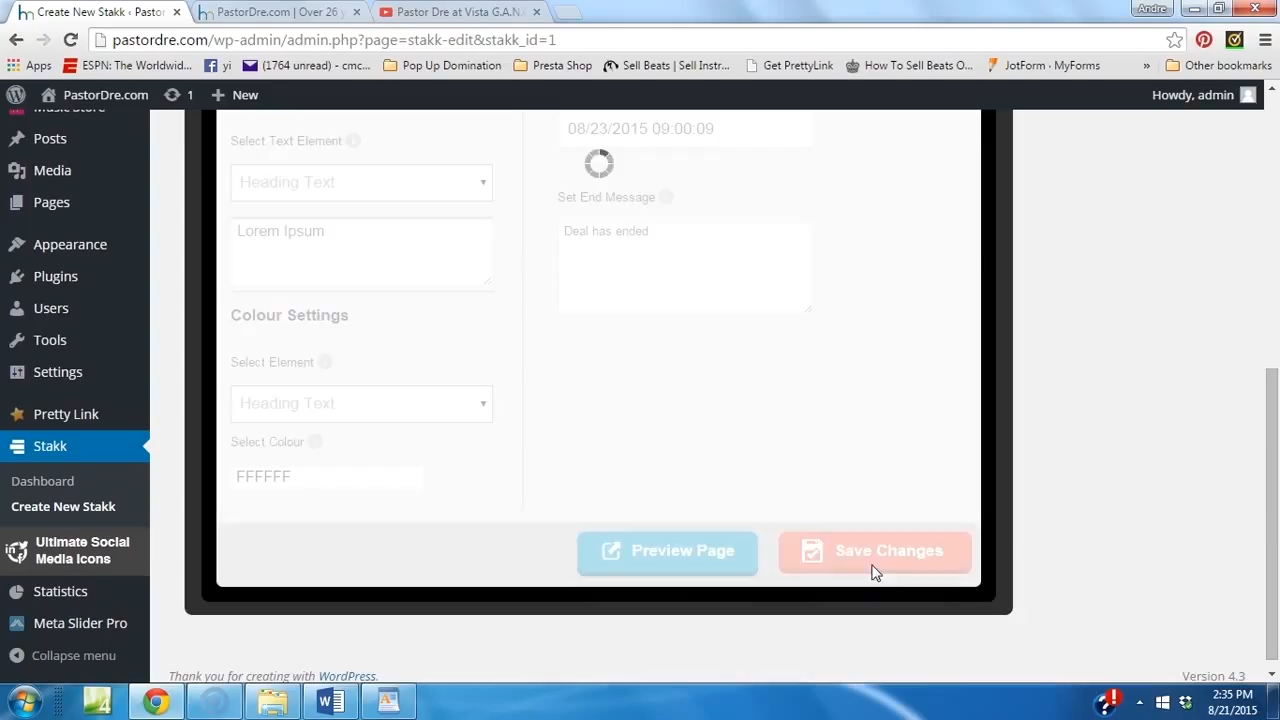 Create New Stakk ‹ Pastor
PastorDre.com | Over 26 y
Pastor Dre at Vista G.A.N.
Andre
pastordre.com/wp-admin/admin.php?page=stakk-edit&stakk_id=1
Apps
ESPN: The Worldwid...
yi
(1764 unread) - cmc...
Pop Up Domination
Presta Shop
Sell Beats | Sell Instr...
Get PrettyLink
How To Sell Beats O...
JotForm · MyForms
»
Other bookmarks
PastorDre.com
1
New
Howdy, admin
Music Store
Posts
Media
Pages
Appearance
Plugins
Users
Tools
Settings
Pretty Link
Stakk
Dashboard
Create New Stakk
Ultimate Social
Media Icons
Statistics
Meta Slider Pro
Collapse menu
Select Text Element
Heading Text
Lorem Ipsum
Colour Settings
Select Element
Heading Text
Select Colour
FFFFFF
08/23/2015 09:00:09
Set End Message
Deal has ended
Preview Page
Save Changes
Thank you for creating with WordPress.
Version 4.3
2:35 PM
8/21/2015